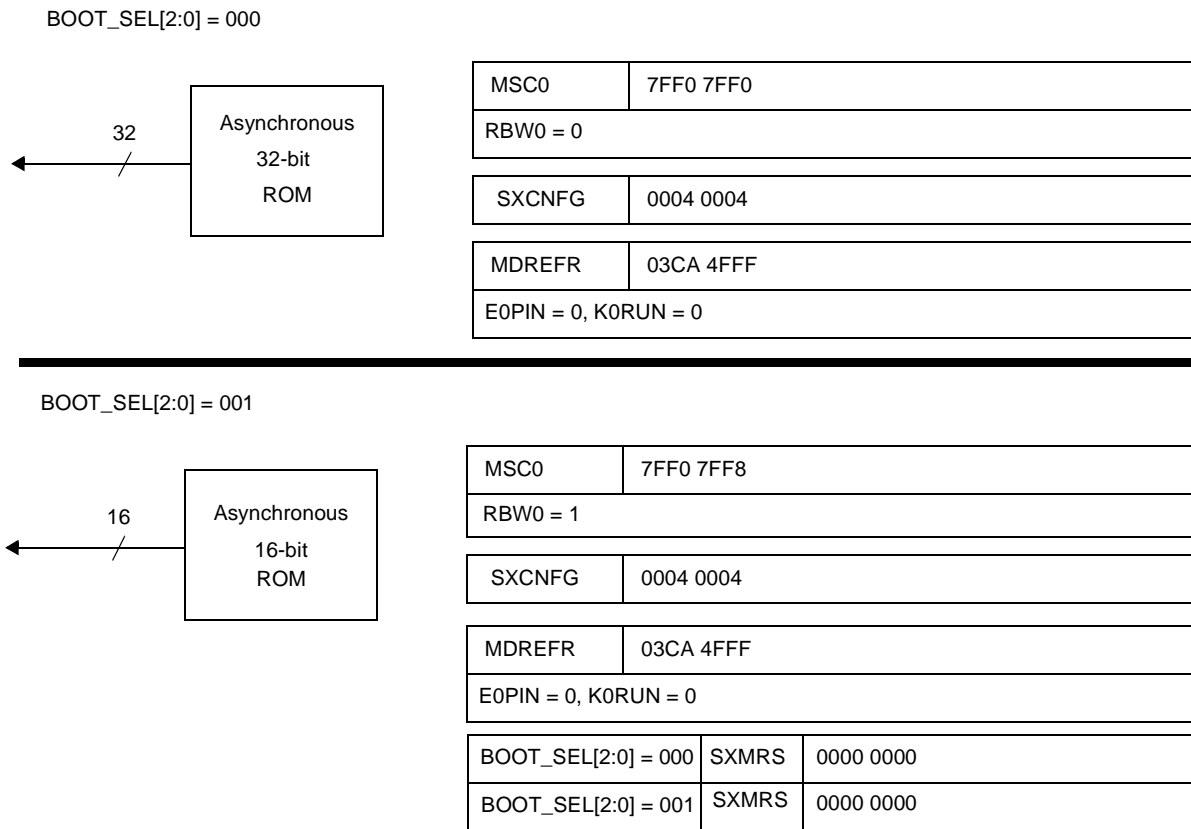 BOOT_SEL[2:0] = 000
32
Asynchronous
32-bit
ROM
MSC0 7FF0 7FF0
RBW0 = 0
SXCNFG 0004 0004
MDREFR 03CA 4FFF
E0PIN = 0, K0RUN = 0
BOOT_SEL[2:0] = 001
16
Asynchronous
16-bit
ROM
MSC0 7FF0 7FF8
RBW0 = 1
SXCNFG 0004 0004
MDREFR 03CA 4FFF
E0PIN = 0, K0RUN = 0
BOOT_SEL[2:0] = 000 SXMRS 0000 0000
BOOT_SEL[2:0] = 001 SXMRS 0000 0000